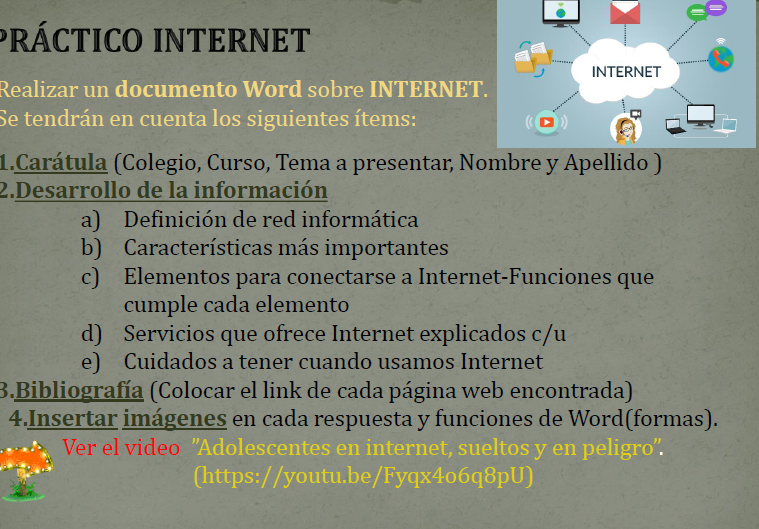 PRÁCTICO INTERNET
INTERNET
Realizar un documento Word sobre INTERNET.
Se tendrán en cuenta los siguientes ítems:
1.Carátula (Colegio, Curso, Tema a presentar, Nombre y Apellido )
2.Desarrollo de la información
a) Definición de red informática
b) Características más importantes
c) Elementos para conectarse a Internet-Funciones que
cumple cada elemento
d) Servicios que ofrece Internet explicados c/u
e) Cuidados a tener cuando usamos Internet
3.Bibliografía (Colocar el link de cada página web encontrada)
4.Insertar imágenes en cada respuesta y funciones de Word(formas).
Ver el video ”Adolescentes en internet, sueltos y en peligro”.
(https://youtu.be/Fyqx4o6q8pU)